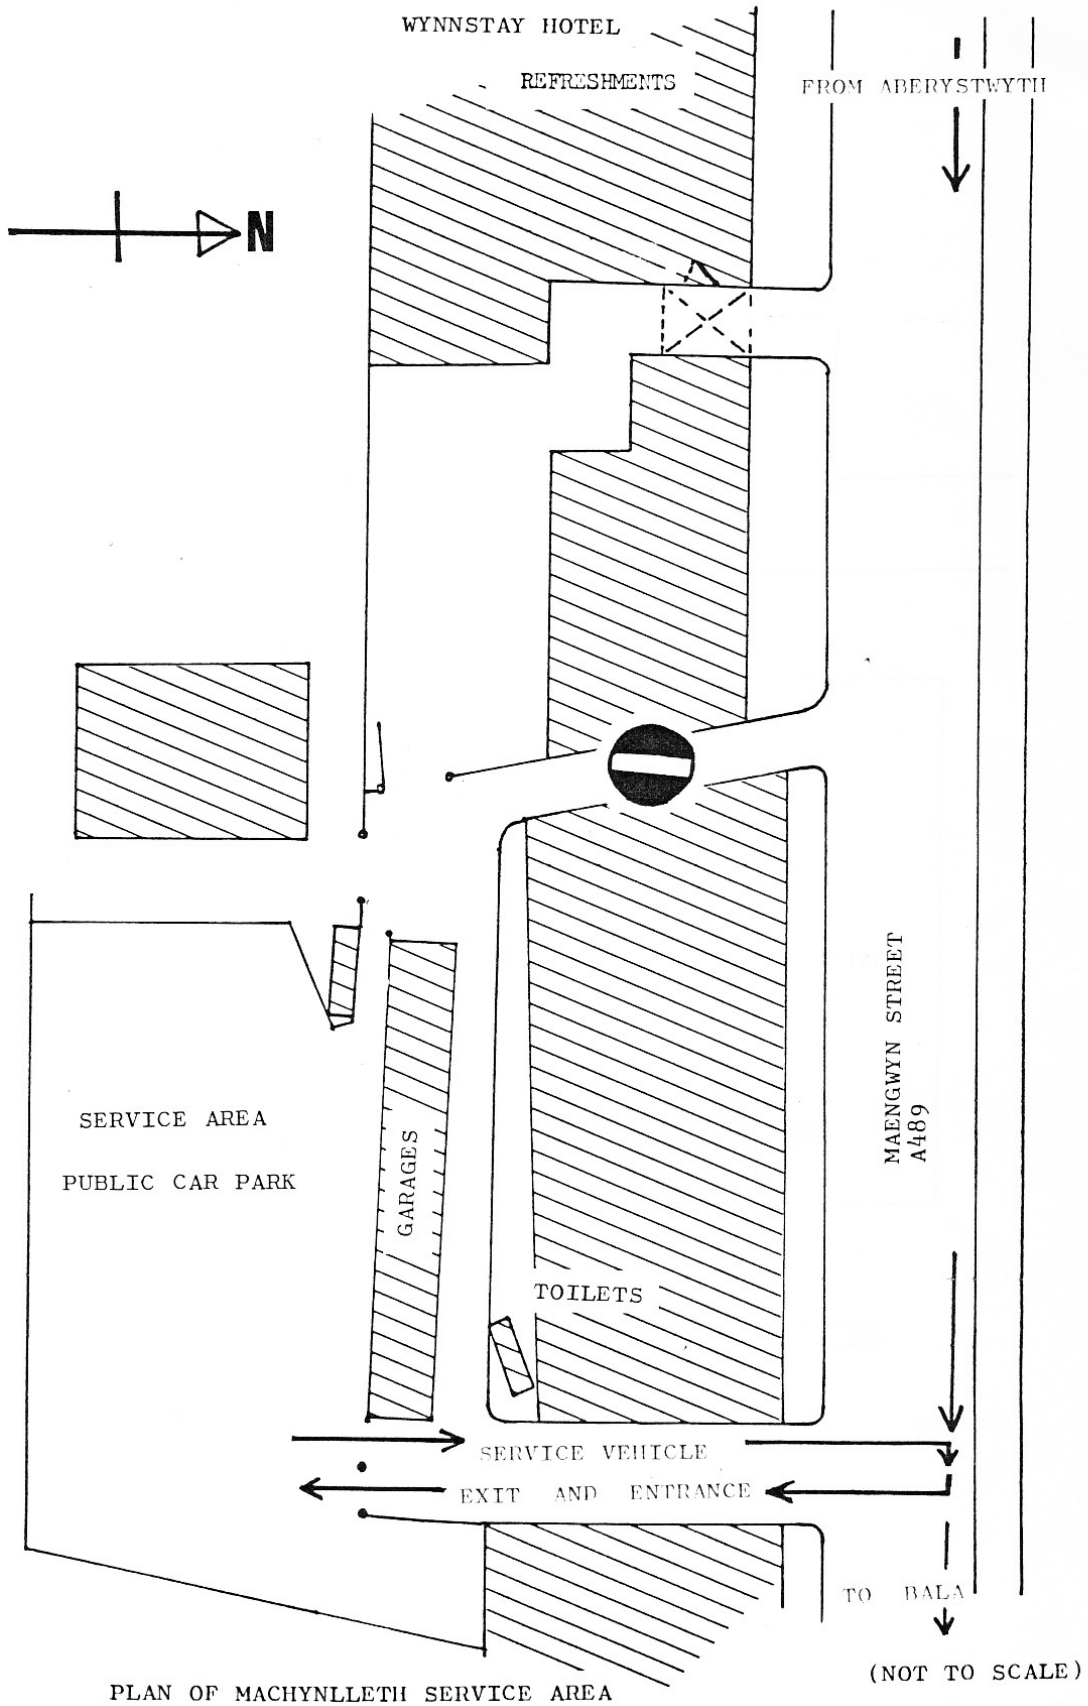 WYNNSTAY HOTEL
REFRESHMENTS
FROM ABERYSTWYTH
N
MAENGWYN STREET
A489
SERVICE AREA
PUBLIC CAR PARK
GARAGES
TOILETS
SERVICE VEHICLE
EXIT AND ENTRANCE
TO BALA
(NOT TO SCALE)
PLAN OF MACHYNLLETH SERVICE AREA